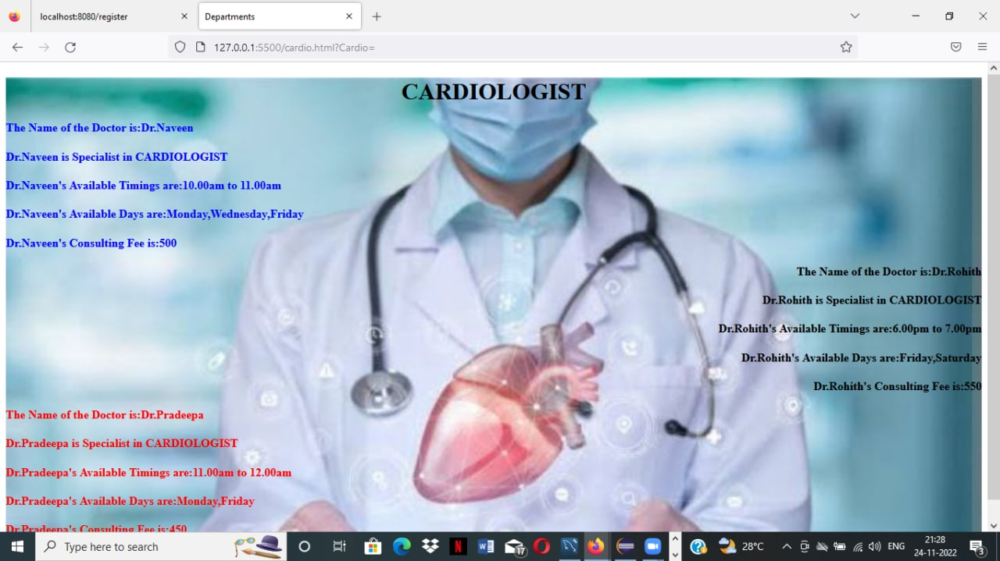 localhost:8080/register
Departments
127.0.0.1:5500/cardio.html?Cardio=
CARDIOLOGIST
The Name of the Doctor is:Dr.Naveen
Dr.Naveen is Specialist in CARDIOLOGIST
Dr.Naveen's Available Timings are:10.00am to 11.00am
Dr.Naveen's Available Days are:Monday,Wednesday,Friday
Dr.Naveen's Consulting Fee is:500
The Name of the Doctor is:Dr.Rohith
Dr.Rohith is Specialist in CARDIOLOGIST
Dr.Rohith's Available Timings are:6.00pm to 7.00pm
Dr.Rohith's Available Days are:Friday,Saturday
Dr.Rohith's Consulting Fee is:550
The Name of the Doctor is:Dr.Pradeepa
Dr.Pradeepa is Specialist in CARDIOLOGIST
Dr.Pradeepa's Available Timings are:11.00am to 12.00am
Dr.Pradeepa's Available Days are:Monday,Friday
Dr.Pradeepa's Consulting Fee is:450
Type here to search
17
28°C
ENG
21:28
24-11-2022
3